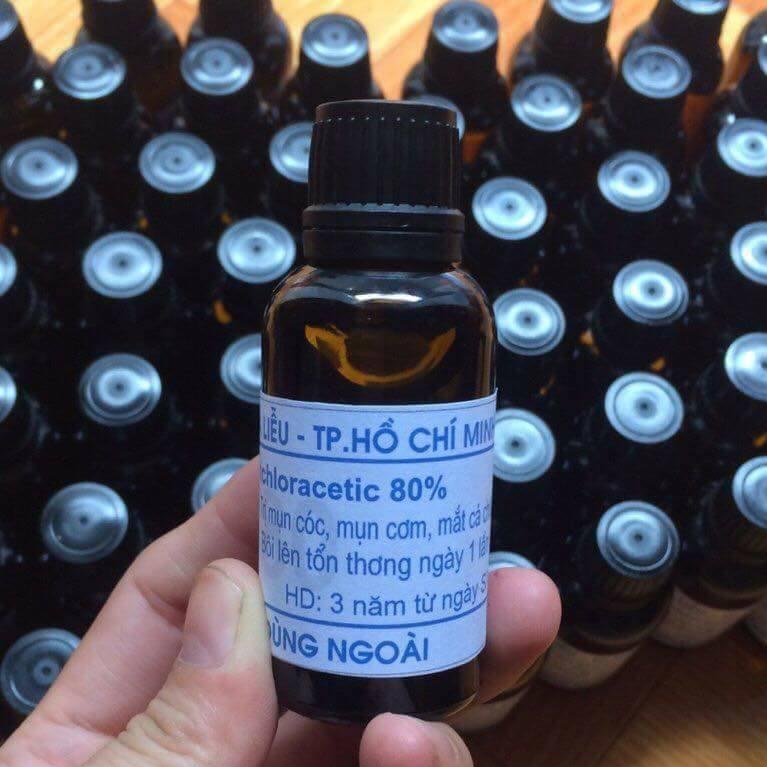 LIỄU - TP.HỒ CHÍ MINH
chloracetic 80%
Trị mụn cóc, mụn cơm, mắt cá
Bôi lên tổn thơng ngày 1 lần
HD: 3 năm từ ngày
DÙNG NGOÀI